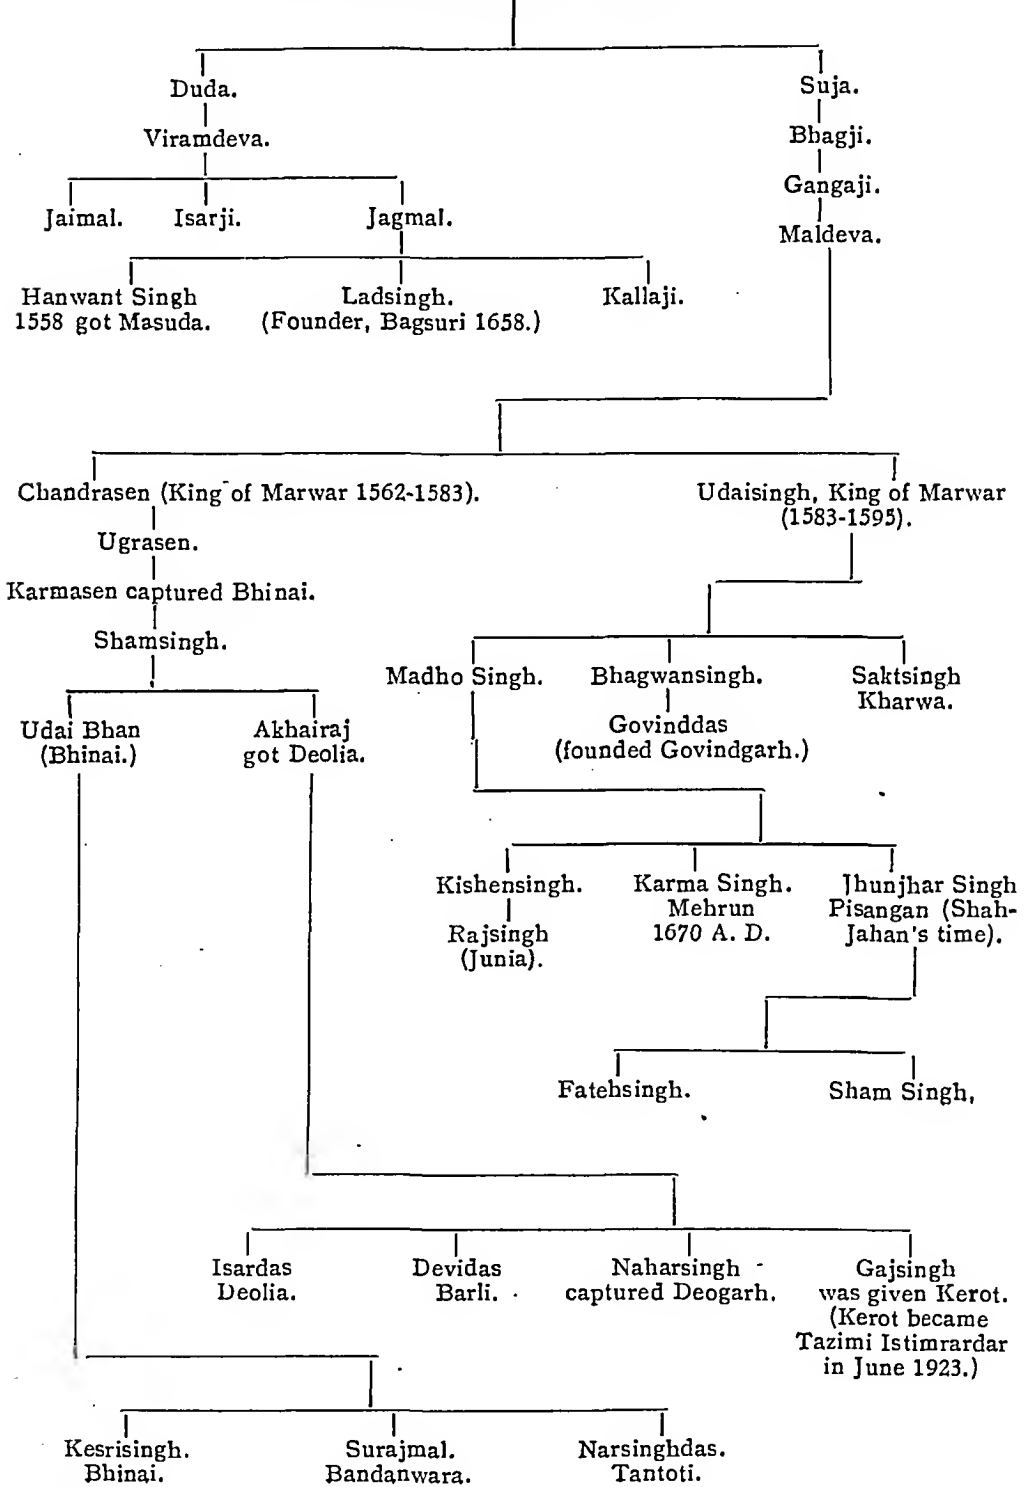 Duda.
Suja.
Viramdeva.
Bhagji.
Gangaji.
Jaimal.
Isarji.
Jagmal.
Maldeva.
Hanwant Singh
1558 got Masuda.
Ladsingh.
(Founder, Bagsuri 1658.)
Kallaji.
Chandrasen (King of Marwar 1562-1583).
Udaisingh, King of Marwar
(1583-1595).
Ugrasen.
Karmasen captured Bhinai.
Shamsingh.
Madho Singh.
Bhagwansingh.
Saktsingh
Kharwa.
Govinddas
(founded Govindgarh.)
Udai Bhan
(Bhinai.)
Akhairaj
got Deolia.
Kishensingh.
Rajsingh
(Junia).
Karma Singh.
Mehrun
1670 A. D.
Jhunjhar Singh
Pisangan (Shah-
Jahan's time).
Fatehsingh.
Sham Singh,
Isardas
Deolia.
Devidas
Barli.
Naharsingh
captured Deogarh.
Gajsingh
was given Kerot.
(Kerot became
Tazimi Istimrardar
in June 1923.)
Kesrisingh.
Bhinai.
Surajmal.
Bandanwara.
Narsinghdas.
Tantoti.